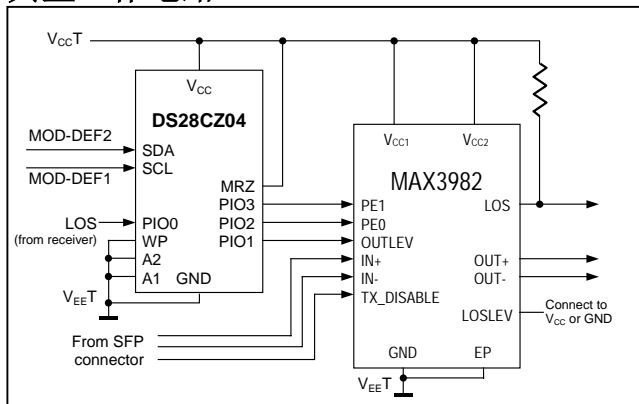 VCCT
VCC
DS28CZ04
MOD-DEF2
SDA
MOD-DEF1
SCL
MRZ
PIO3
LOS
(from receiver)
PIO0
PIO2
WP
PIO1
A2
A1
GND
VEET
From SFP
connector
VCC1
VCC2
MAX3982
PE1
PE0
OUTLEV
IN+
IN-
TX_DISABLE
LOS
OUT+
OUT-
LOSLEV
Connect to
VCC or GND
GND
EP
VEET